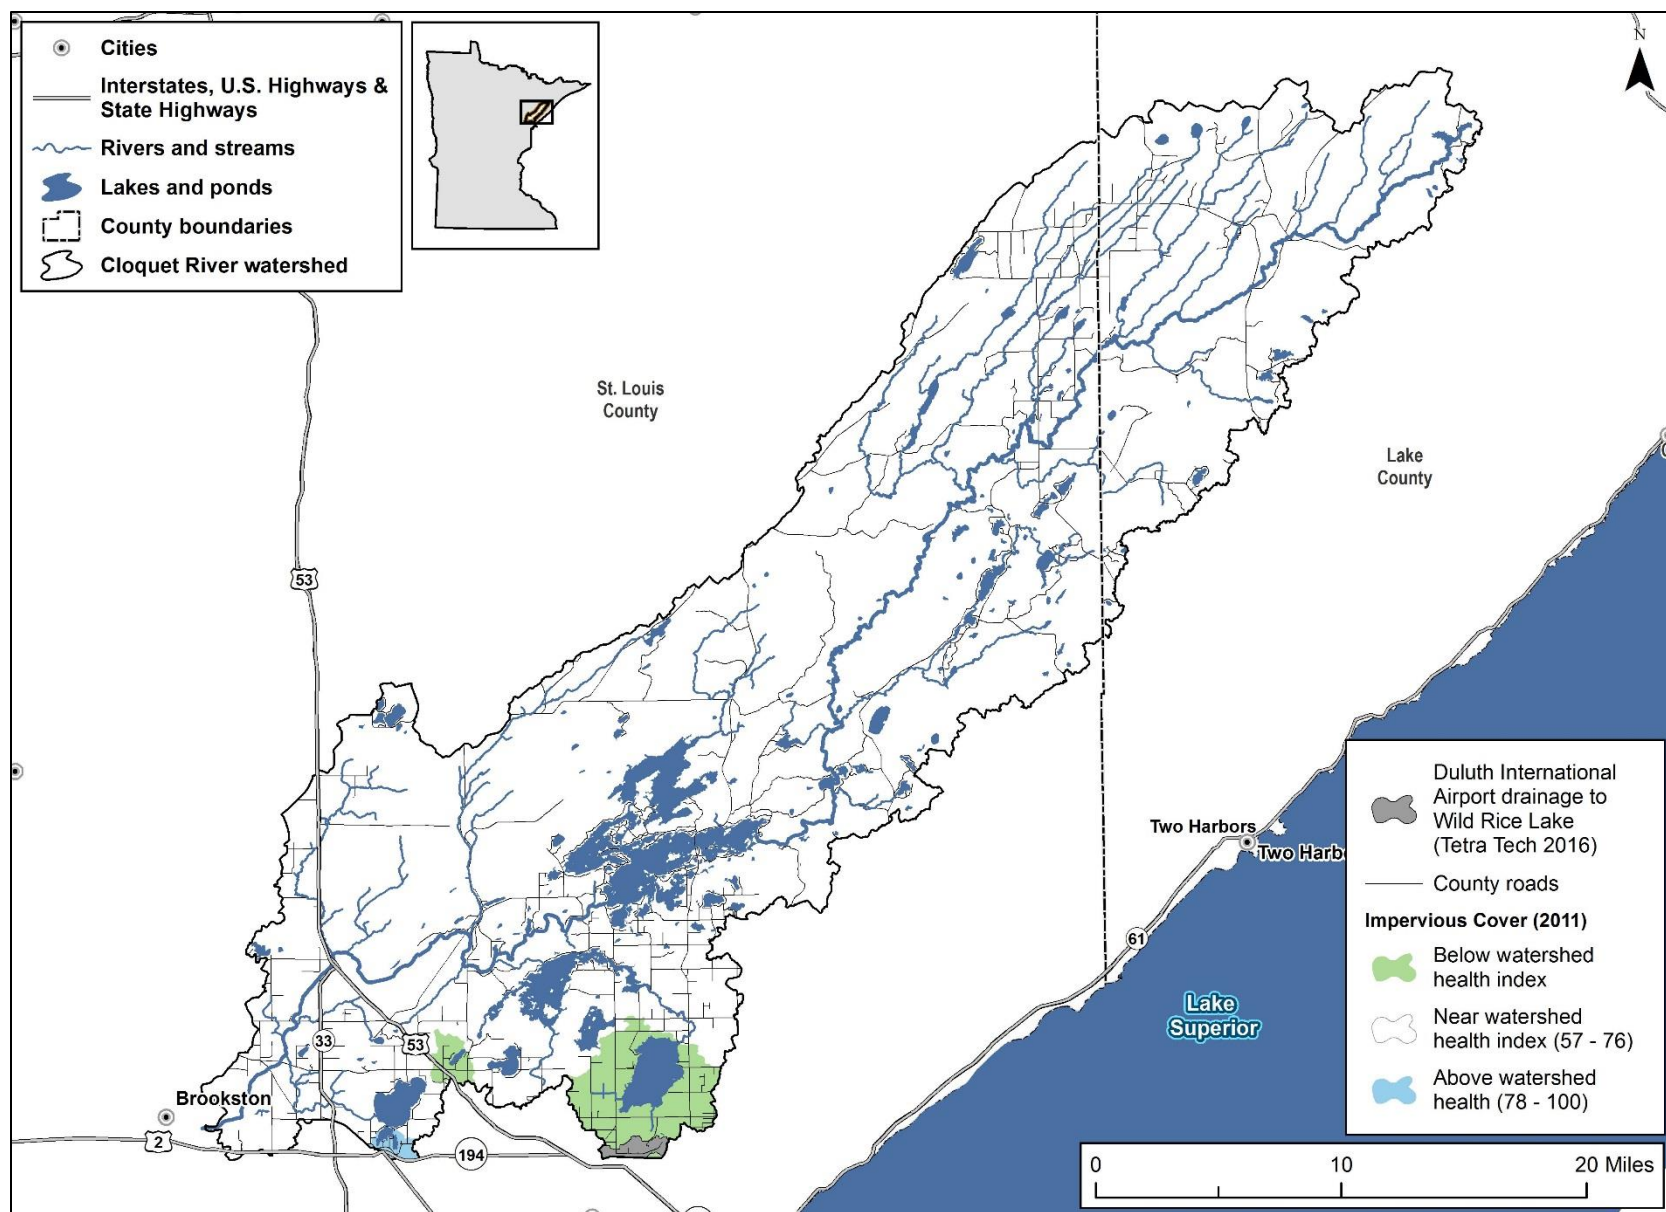 Cities
Interstates, U.S. Highways &
State Highways
Rivers and streams
Lakes and ponds
County boundaries
Cloquet River watershed
N
St. Louis
County
Lake
County
53
Two Harbors
Two Harb
61
Lake
Superior
33
53
Brookston
2
194
Duluth International
Airport drainage to
Wild Rice Lake
(Tetra Tech 2016)
County roads
Impervious Cover (2011)
Below watershed
health index
Near watershed
health index (57 - 76)
Above watershed
health (78 - 100)
0 10 20 Miles